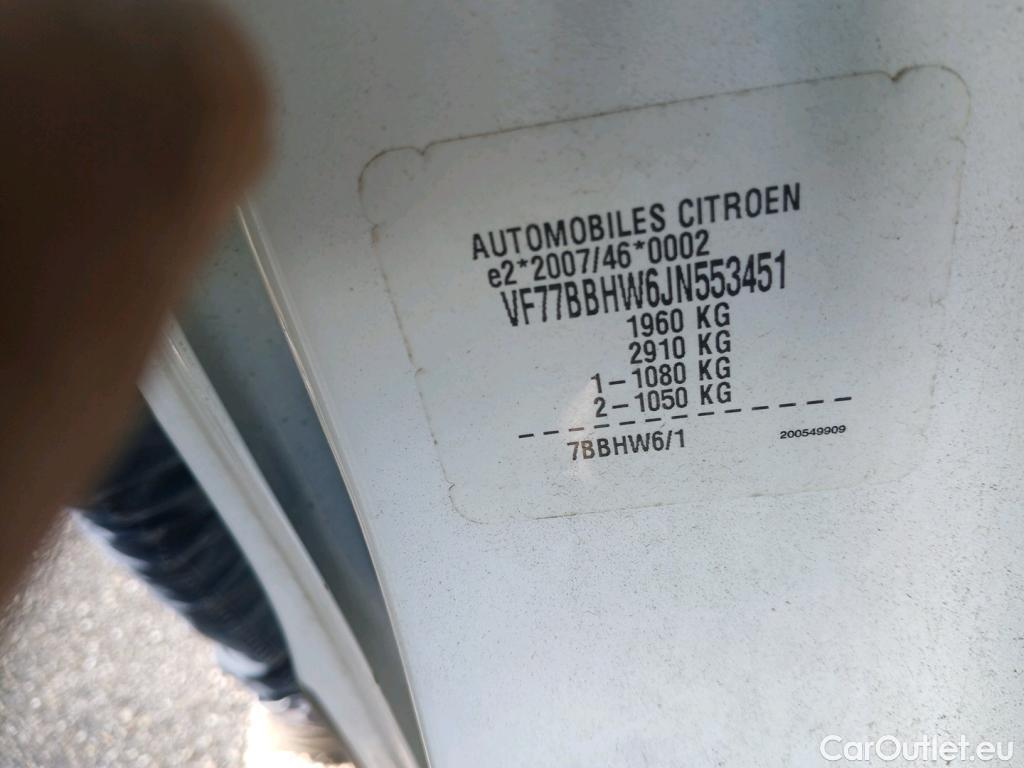 AUTOMOBILES CITROEN
e2*2007/46*0002
VF77BBHW6JN553451
1960 KG
2910 KG
1-1080 KG
2-1050 KG
7BBHW6/1
200549909
CarOutlet.eu